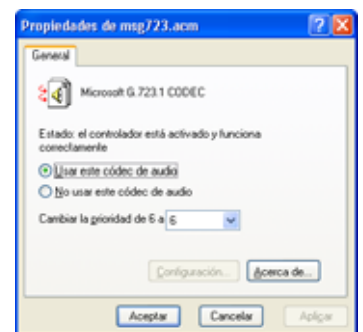 Propiedades de msg723.acm
General
Microsoft G.723.1 CODEC
Estado: el controlador está activado y funciona
correctamente
Usar este códec de audio
No usar este códec de audio
Cambiar la prioridad de 6 a 6
Configuración...
Acerca de...
Aceptar
Cancelar
Aplicar